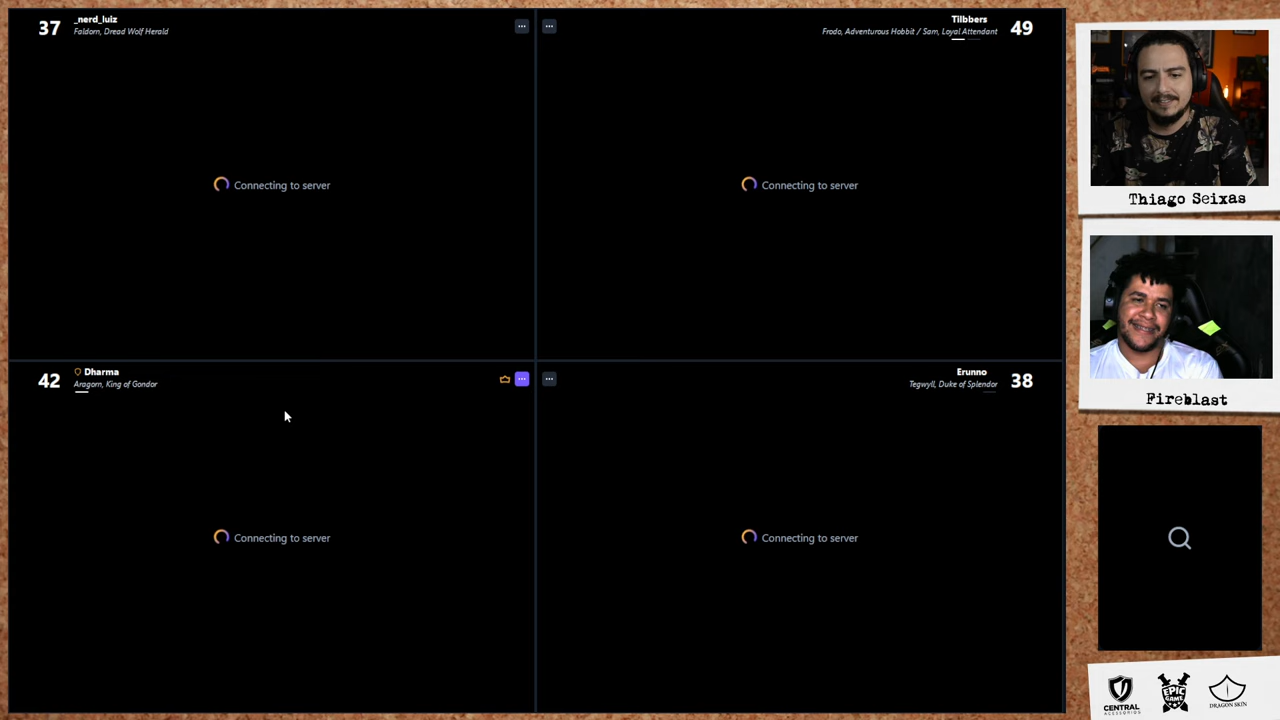 37
_nerd_luiz
Faldorn, Dread Wolf Herald
Tilbbers
49
Frodo, Adventurous Hobbit / Sam, Loyal Attendant
Connecting to server
Connecting to server
42
Dharma
Aragorn, King of Gondor
Erunno
38
Tegwyll, Duke of Splendor
Connecting to server
Connecting to server
Thiago Seixas
Fireblast
CENTRAL
ACESSÓRIOS
EPIC
GAME
DRAGON SKIN